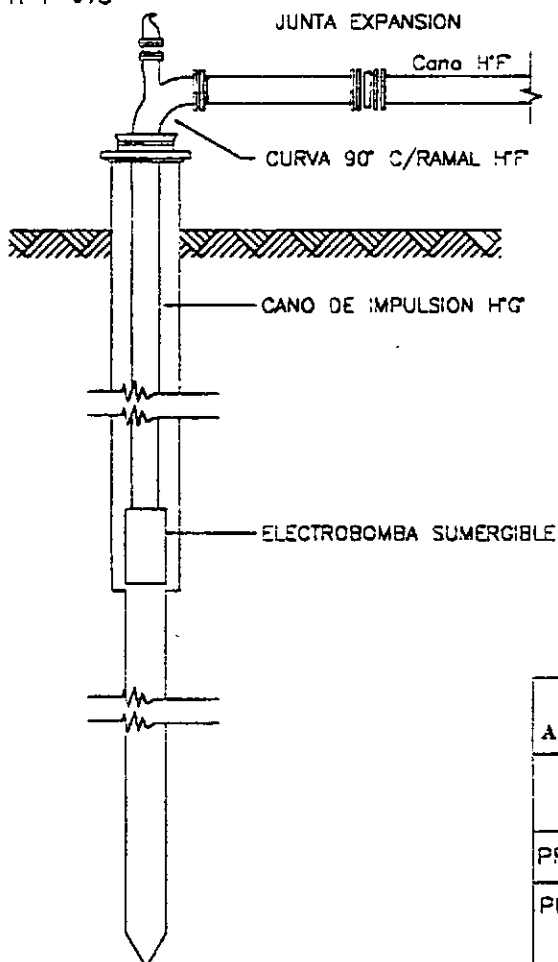 JUNTA EXPANSION
Cano H°F°
CURVA 90° C/RAMAL H°F°
CANO DE IMPULSION H°G°
ELECTROBOMBA SUMERGIBLE
A